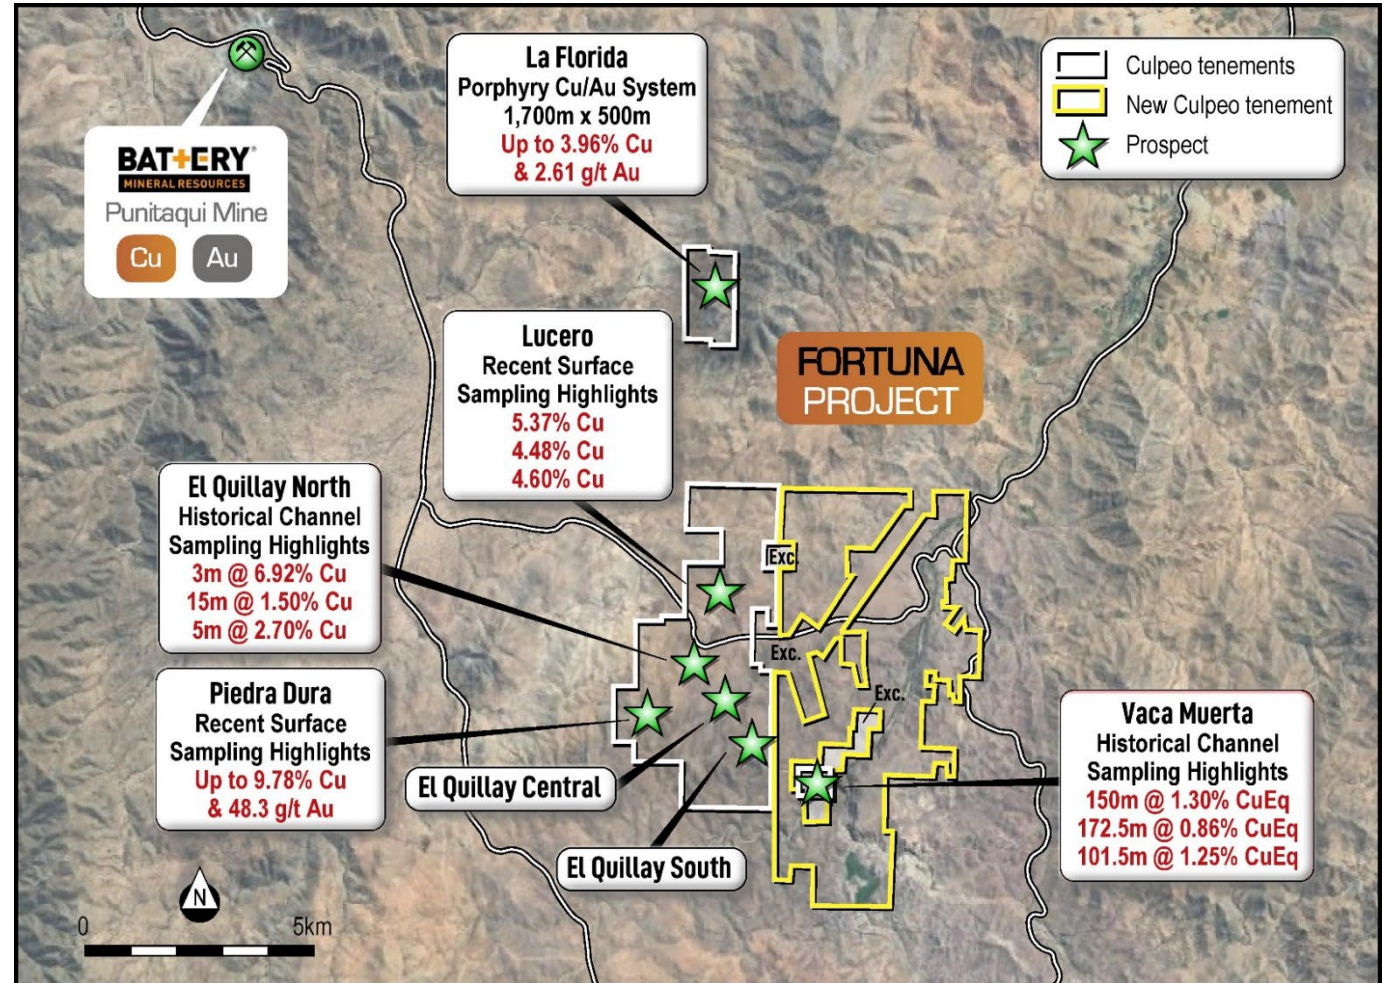 BATTERY
MINERAL RESOURCES
Punitaqui Mine
Cu
Au
La Florida
Porphyry Cu/Au System
1,700m x 500m
Up to 3.96% Cu
& 2.61 g/t Au
Culpeo tenements
New Culpeo tenement
Prospect
Lucero
Recent Surface
Sampling Highlights
5.37% Cu
4.48% Cu
4.60% Cu
FORTUNA
PROJECT
El Quillay North
Historical Channel
Sampling Highlights
3m @ 6.92% Cu
15m @ 1.50% Cu
5m @ 2.70% Cu
Exc.
Exc.
Exc.
Piedra Dura
Recent Surface
Sampling Highlights
Up to 9.78% Cu
& 48.3 g/t Au
El Quillay Central
El Quillay South
Vaca Muerta
Historical Channel
Sampling Highlights
150m @ 1.30% CuEq
172.5m @ 0.86% CuEq
101.5m @ 1.25% CuEq
N
0
5km